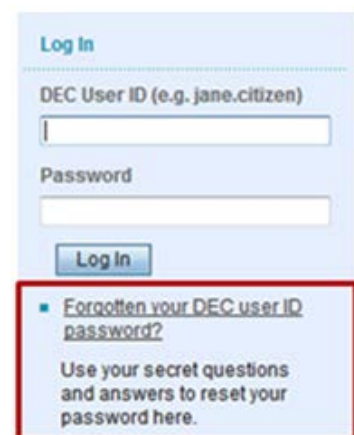 Log In
DEC User ID (e.g. jane.citizen)
Password
Log In
Forgotten your DEC user ID
password?
Use your secret questions
and answers to reset your
password here.